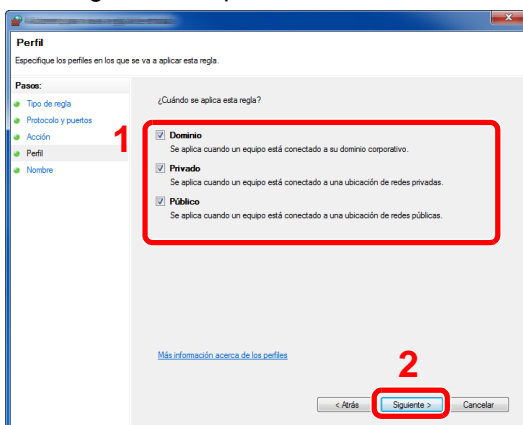 Perfil
Especifique los perfiles en los que se va a aplicar esta regla.
Pasos:
Tipo de regla
Protocolo y puertos
Acción
Perfil
Nombre
1
¿Cuándo se aplica esta regla?
Dominio
Se aplica cuando un equipo está conectado a su dominio corporativo.
Privado
Se aplica cuando un equipo está conectado a una ubicación de redes privadas.
Público
Se aplica cuando un equipo está conectado a una ubicación de redes públicas.
Más información acerca de los perfiles
2
< Atrás
Siguiente >
Cancelar